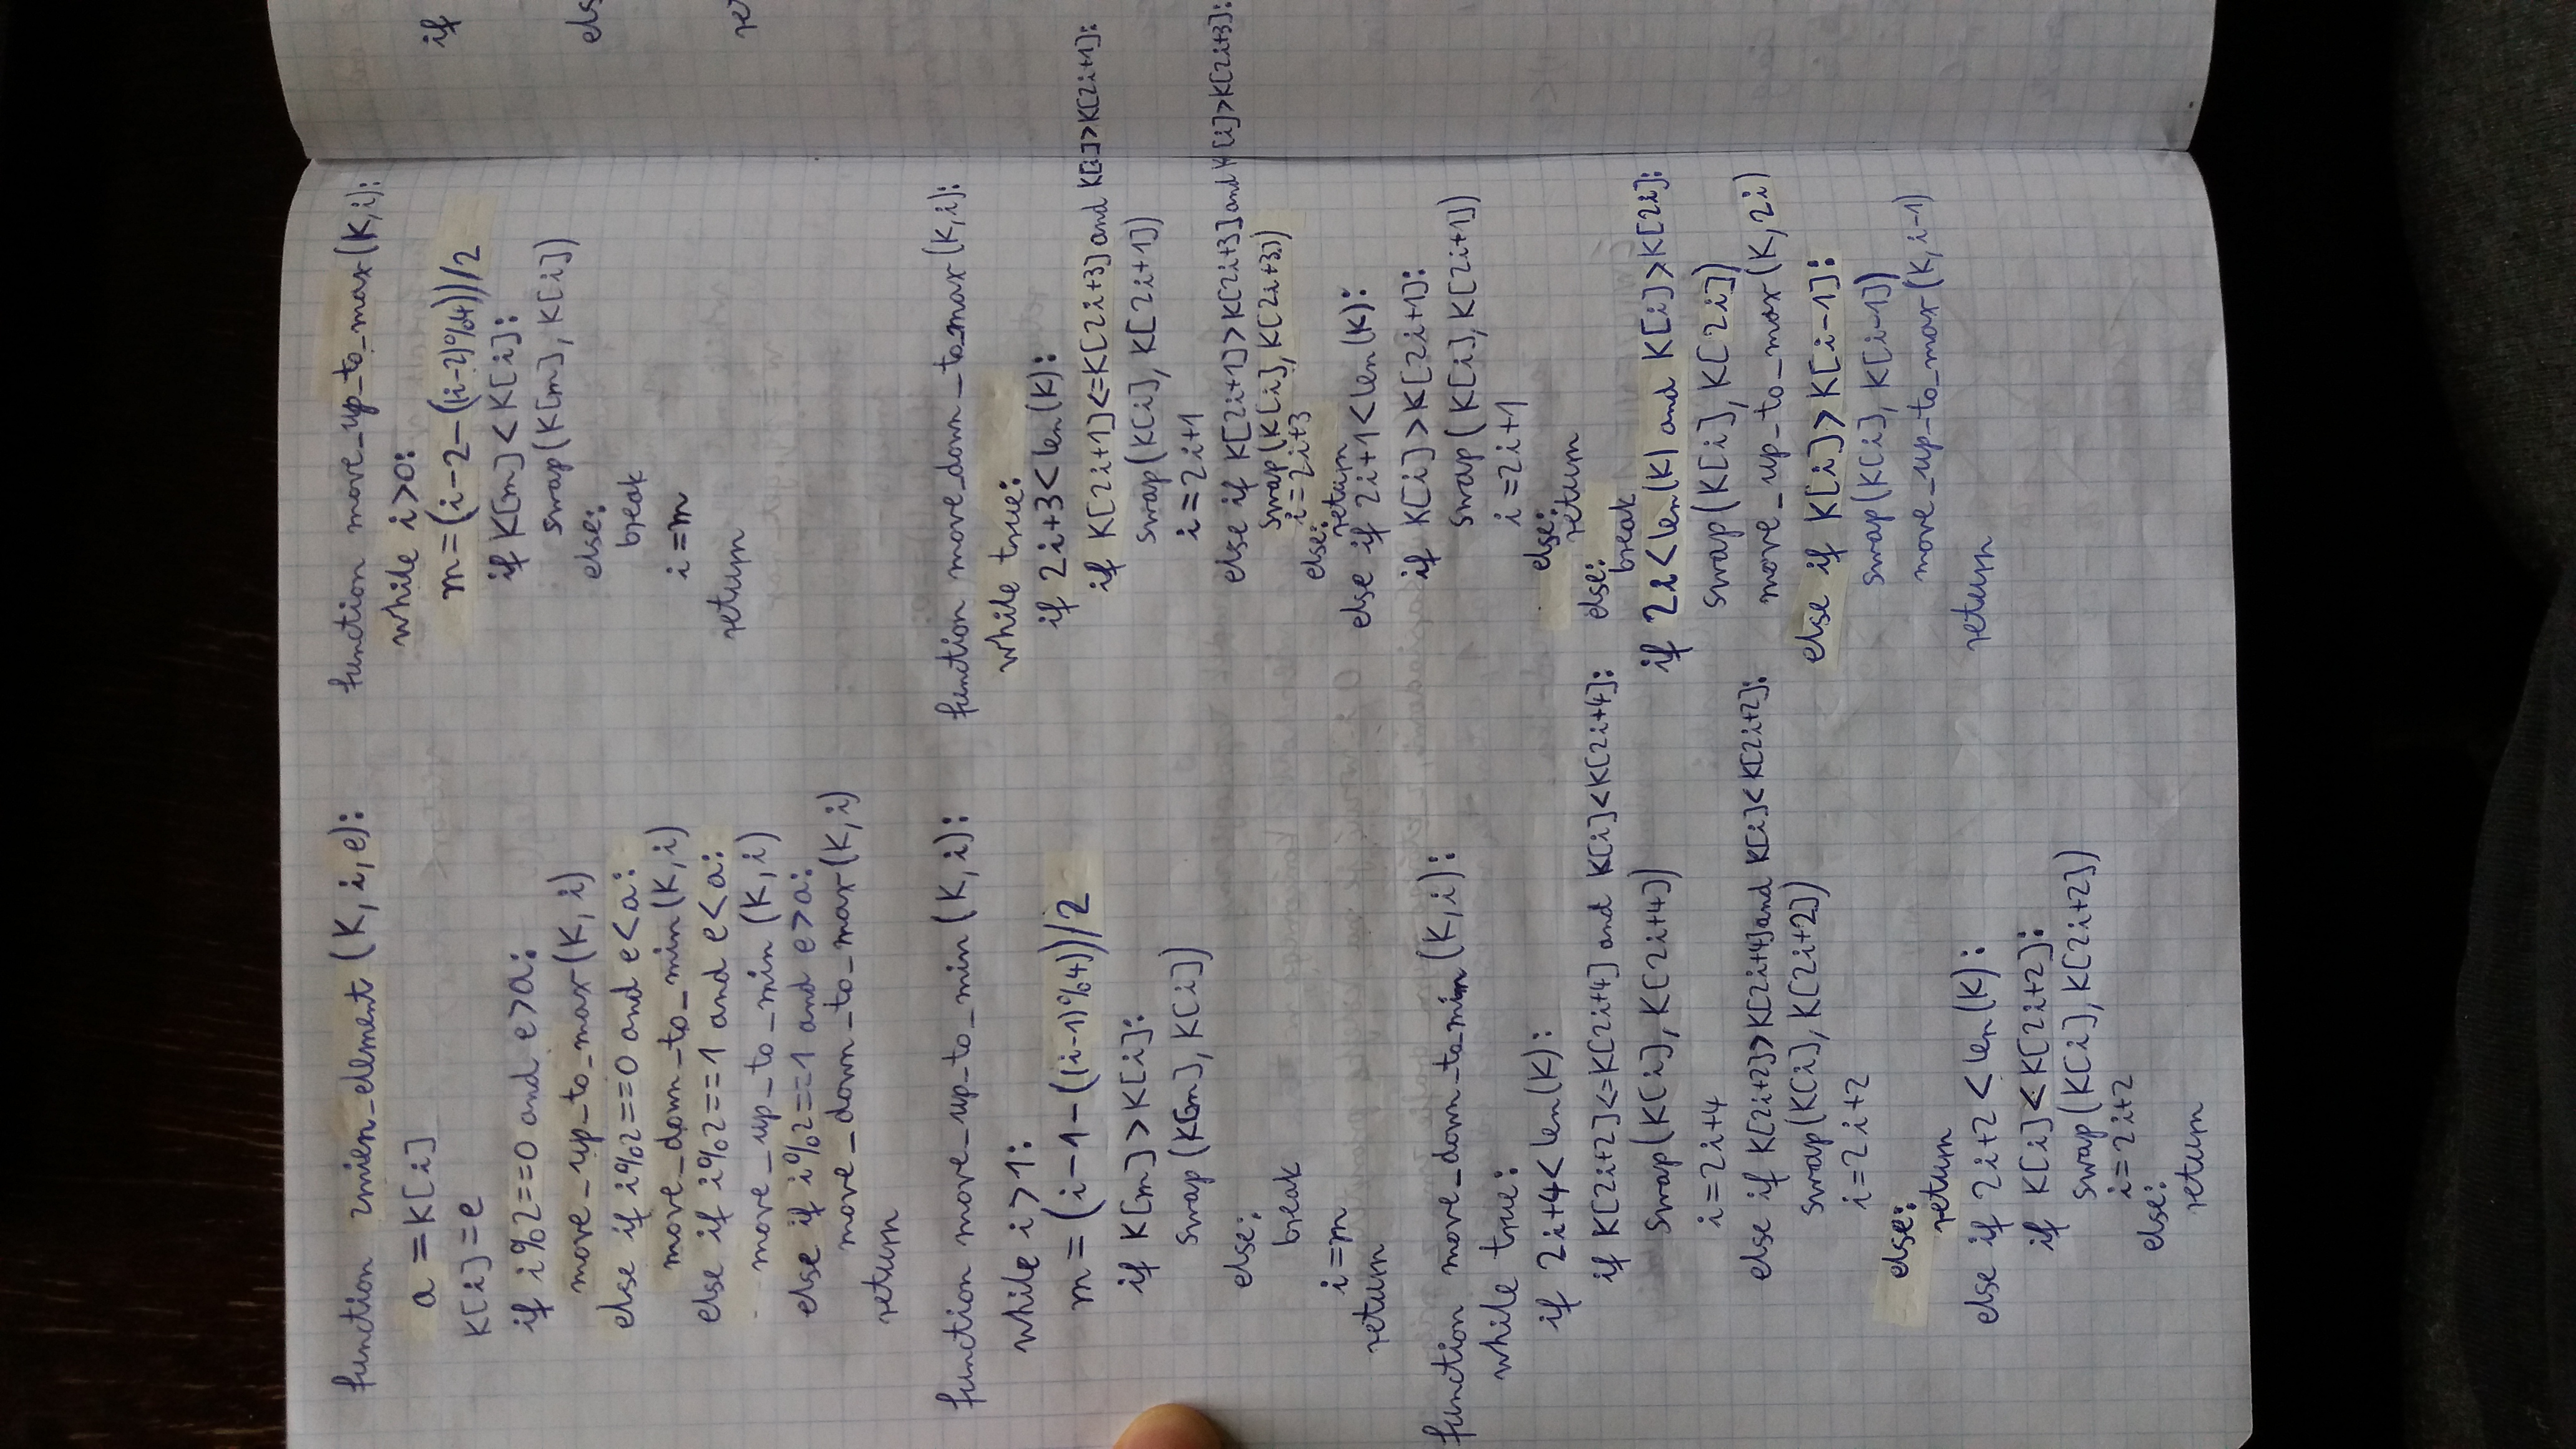 function zmien_element (K, i, e):
a = K[i]
K[i] = e
if i%2==0 and e>a:
move_up_to_max(K, i)
else if i%2==0 and e<a:
move_down_to_min(K, i)
else if i%2==1 and e<a:
move_up_to_min (K, i)
else if i%2==1 and e>a:
move_down_to_max(K, i)
return
function move_up_to_min (K, i):
while i>1:
m = (i-1-((i-1)%4))/2
if K[m] > K[i]:
swap (K[m], K[i])
else:
break
i=m
return
function move_down_to_min (K, i):
while true:
if 2i+4<len(K):
if K[2i+2]<=K[2i+4] and K[i]<K[2i+4]:
swap(K[i], K[2i+4])
i=2i+4
else if K[2i+2]>K[2i+4] and K[i]<K[2i+2]:
swap(K[i], K[2i+2])
i=2i+2
else:
return
else if 2i+2<len(K):
if K[i]<K[2i+2]:
swap(K[i], K[2i+2])
i=2i+2
else:
return
function move_up_to_max(K,i):
while i>0:
m=(i-2-((i-2)%4))/2
if K[m]<K[i]:
swap(K[m], K[i])
else:
break
i=m
return
function move_down_to_max(K,i):
while true:
if 2i+3<len(K):
if K[2i+1]<=K[2i+3] and K[i]>K[2i+1]:
swap(K[i], K[2i+1])
i=2i+1
else if K[2i+1]>K[2i+3] and K[i]>K[2i+3]:
swap(K[i], K[2i+3])
i=2i+3
else:
return
else if 2i+1<len(K):
if K[i]>K[2i+1]:
swap(K[i], K[2i+1])
i=2i+1
else:
return
else:
break
if 2i<len(K) and K[i]>K[2i]:
swap(K[i], K[2i])
move_up_to_max(K, 2i)
else if K[i]>K[i-1]:
swap(K[i], K[i-1])
move_up_to_max(K, i-1)
return
if